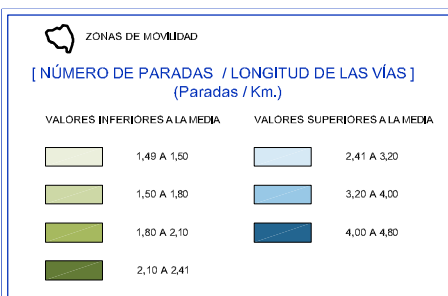 ZONAS DE MOVILIDAD
[ NÚMERO DE PARADAS / LONGITUD DE LAS VÍAS ]
(Paradas / Km.)
VALORES INFERIORES A LA MEDIA
1,49 A 1,50
1,50 A 1,80
1,80 A 2,10
2,10 A 2,41
VALORES SUPERIORES A LA MEDIA
2,41 A 3,20
3,20 A 4,00
4,00 A 4,80